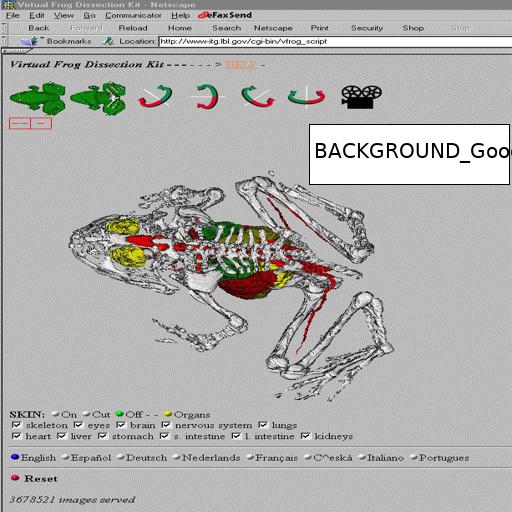 Virtual Frog Dissection Kit - Netscape
File Edit View Go Communicator Help eFaxSend
Back Forward Reload Home Search Netscape Print Security Shop Stop
Bookmarks Location: http://www-itg.lbl.gov/cgi-bin/vfrog_script
Virtual Frog Dissection Kit - - - - - - > HELP -
BACKGROUND_Goo
SKIN: On Cut Off - - Organs
skeleton eyes brain nervous system lungs
heart liver stomach s. intestine l. intestine kidneys
English Español Deutsch Nederlands Français C^eská Italiano Portugues
Reset
3678521 images served